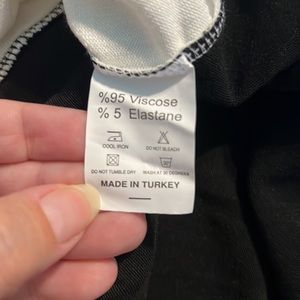 %95 Viscose
% 5 Elastane
COOL IRON
DO NOT BLEACH
DO NOT TUMBLE DRY
WASH AT 30 DEGREES
MADE IN TURKEY